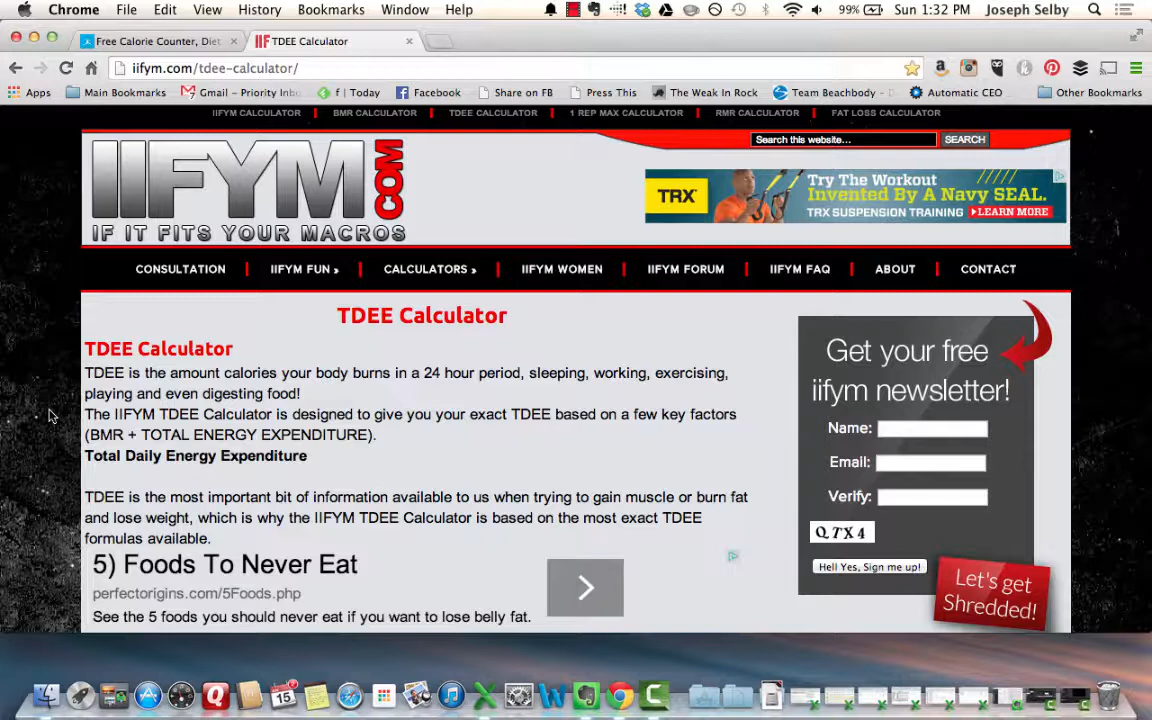 Chrome File Edit View History Bookmarks Window Help 99% Sun 1:32 PM Joseph Selby
Free Calorie Counter, Diet
TDEE Calculator
iifym.com/tdee-calculator/
Apps Main Bookmarks Gmail – Priority Inbo f | Today Facebook Share on FB Press This The Weak In Rock Team Beachbody - D Automatic CEO Other Bookmarks
IIFYM CALCULATOR BMR CALCULATOR TDEE CALCULATOR 1 REP MAX CALCULATOR RMR CALCULATOR FAT LOSS CALCULATOR
Search this website... SEARCH
IIFYM.COM
IF IT FITS YOUR MACROS
TRX
Try The Workout
Invented By A Navy SEAL.
TRX SUSPENSION TRAINING LEARN MORE
CONSULTATION IIFYM FUN » CALCULATORS » IIFYM WOMEN IIFYM FORUM IIFYM FAQ ABOUT CONTACT
TDEE Calculator
TDEE Calculator
TDEE is the amount calories your body burns in a 24 hour period, sleeping, working, exercising,
playing and even digesting food!
The IIFYM TDEE Calculator is designed to give you your exact TDEE based on a few key factors
(BMR + TOTAL ENERGY EXPENDITURE).
Total Daily Energy Expenditure
TDEE is the most important bit of information available to us when trying to gain muscle or burn fat
and lose weight, which is why the IIFYM TDEE Calculator is based on the most exact TDEE
formulas available.
5) Foods To Never Eat
perfectorigins.com/5Foods.php
See the 5 foods you should never eat if you want to lose belly fat.
Get your free
iifym newsletter!
Name:
Email:
Verify:
QTX4
Hell Yes, Sign me up!
Let's get
Shredded!
15